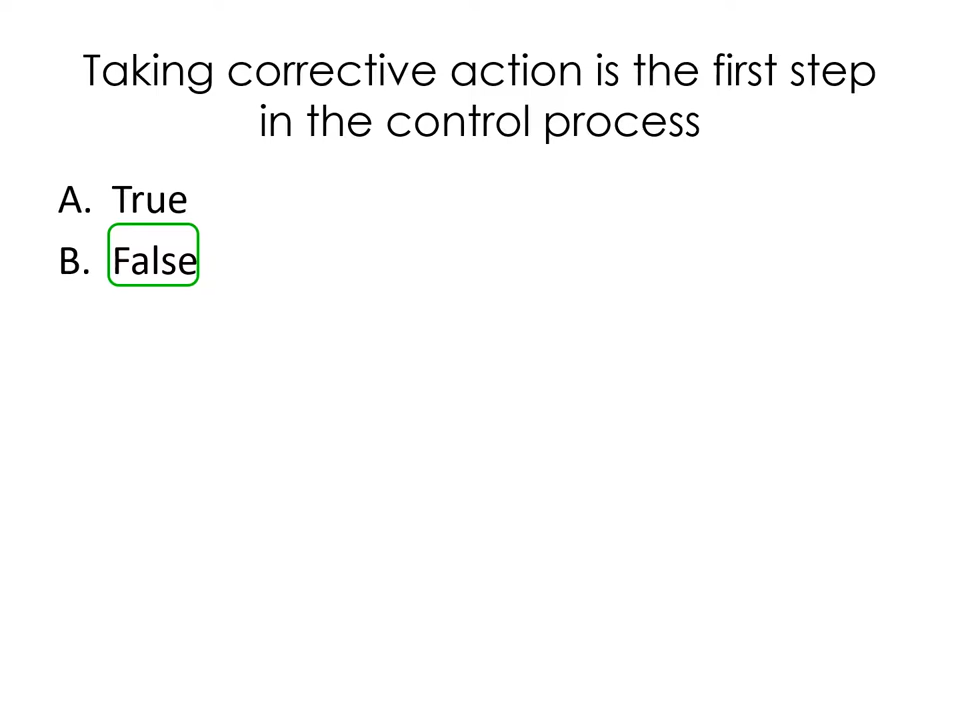 Taking corrective action is the first step
in the control process
A. True
B. False